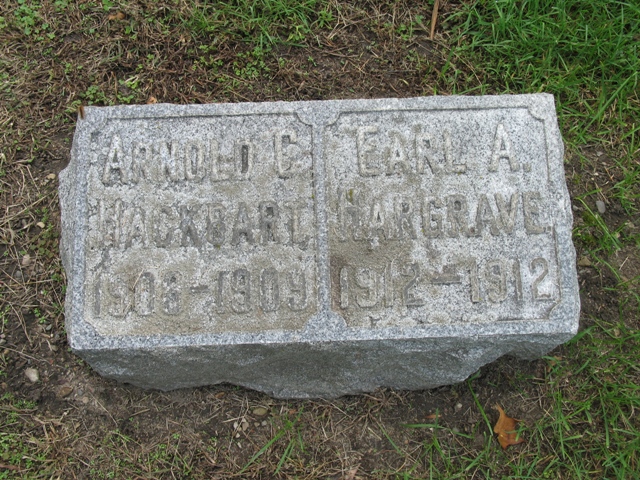 ARNOLD C.
HACKBART.
1908-1909
EARL A.
HARGRAVE.
1912-1912